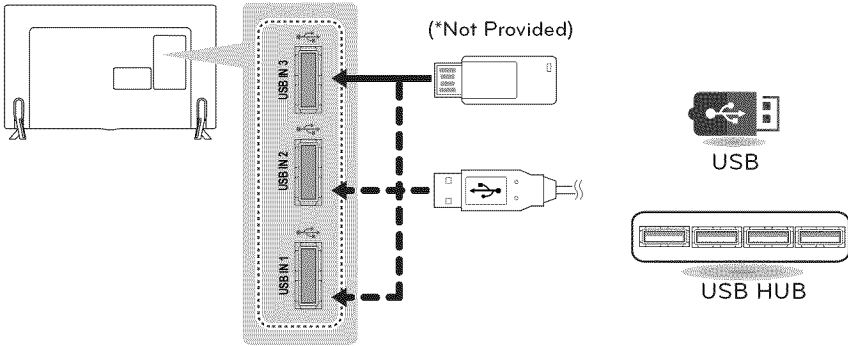 (*Not Provided)
USB IN 3
USB IN 2
USB IN 1
USB
USB HUB